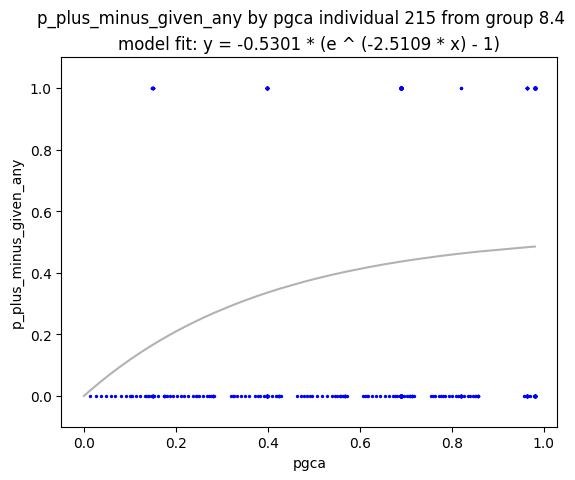 p_plus_minus_given_any by pgca individual 215 from group 8.4
model fit: y = -0.5301 * (e ^ (-2.5109 * x) - 1)
1.0
0.8
0.6
0.4
0.2
0.0
p_plus_minus_given_any
0.0 0.2 0.4 0.6 0.8 1.0
pgca